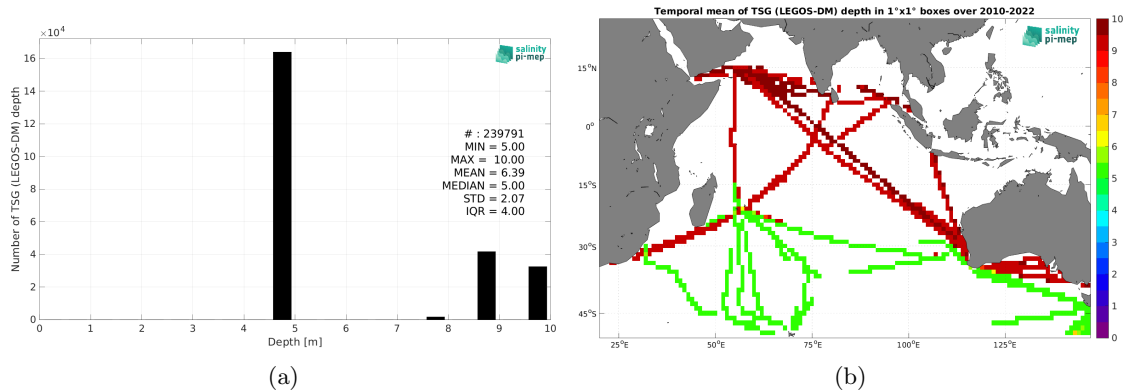 ×10⁴
salinity
pi-mep
Number of TSG (LEGOS-DM) depth
16
14
12
10
8
6
4
2
0
# : 239791
MIN = 5.00
MAX = 10.00
MEAN = 6.39
MEDIAN = 5.00
STD = 2.07
IQR = 4.00
0 1 2 3 4 5 6 7 8 9 10
Depth [m]
(a)
Temporal mean of TSG (LEGOS-DM) depth in 1°x1° boxes over 2010-2022
salinity
pi-mep
15°N
0°
15°S
30°S
45°S
25°E 50°E 75°E 100°E 125°E
10
9
8
7
6
5
4
3
2
1
0
(b)